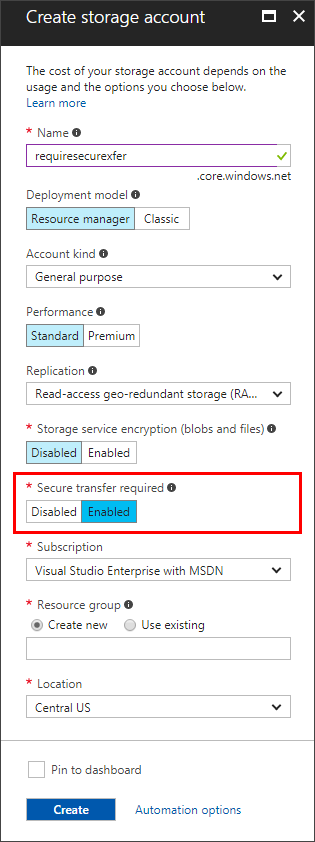 Create storage account
The cost of your storage account depends on the
usage and the options you choose below.
Learn more
* Name
requiresecurexfer
.core.windows.net
Deployment model
Resource manager Classic
Account kind
General purpose
Performance
Standard Premium
Replication
Read-access geo-redundant storage (RA...
* Storage service encryption (blobs and files)
Disabled Enabled
* Secure transfer required
Disabled Enabled
* Subscription
Visual Studio Enterprise with MSDN
* Resource group
Create new Use existing
* Location
Central US
Pin to dashboard
Create Automation options